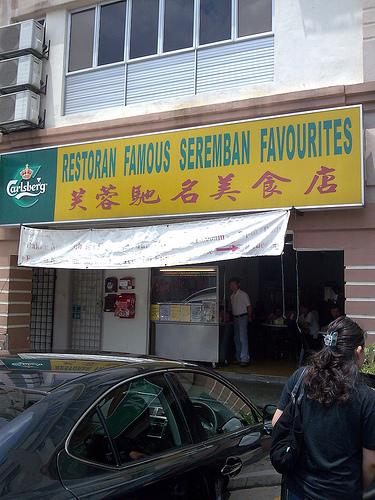 Carlsberg
RESTORAN FAMOUS SEREMBAN FAVOURITES
芙蓉馳名美食店